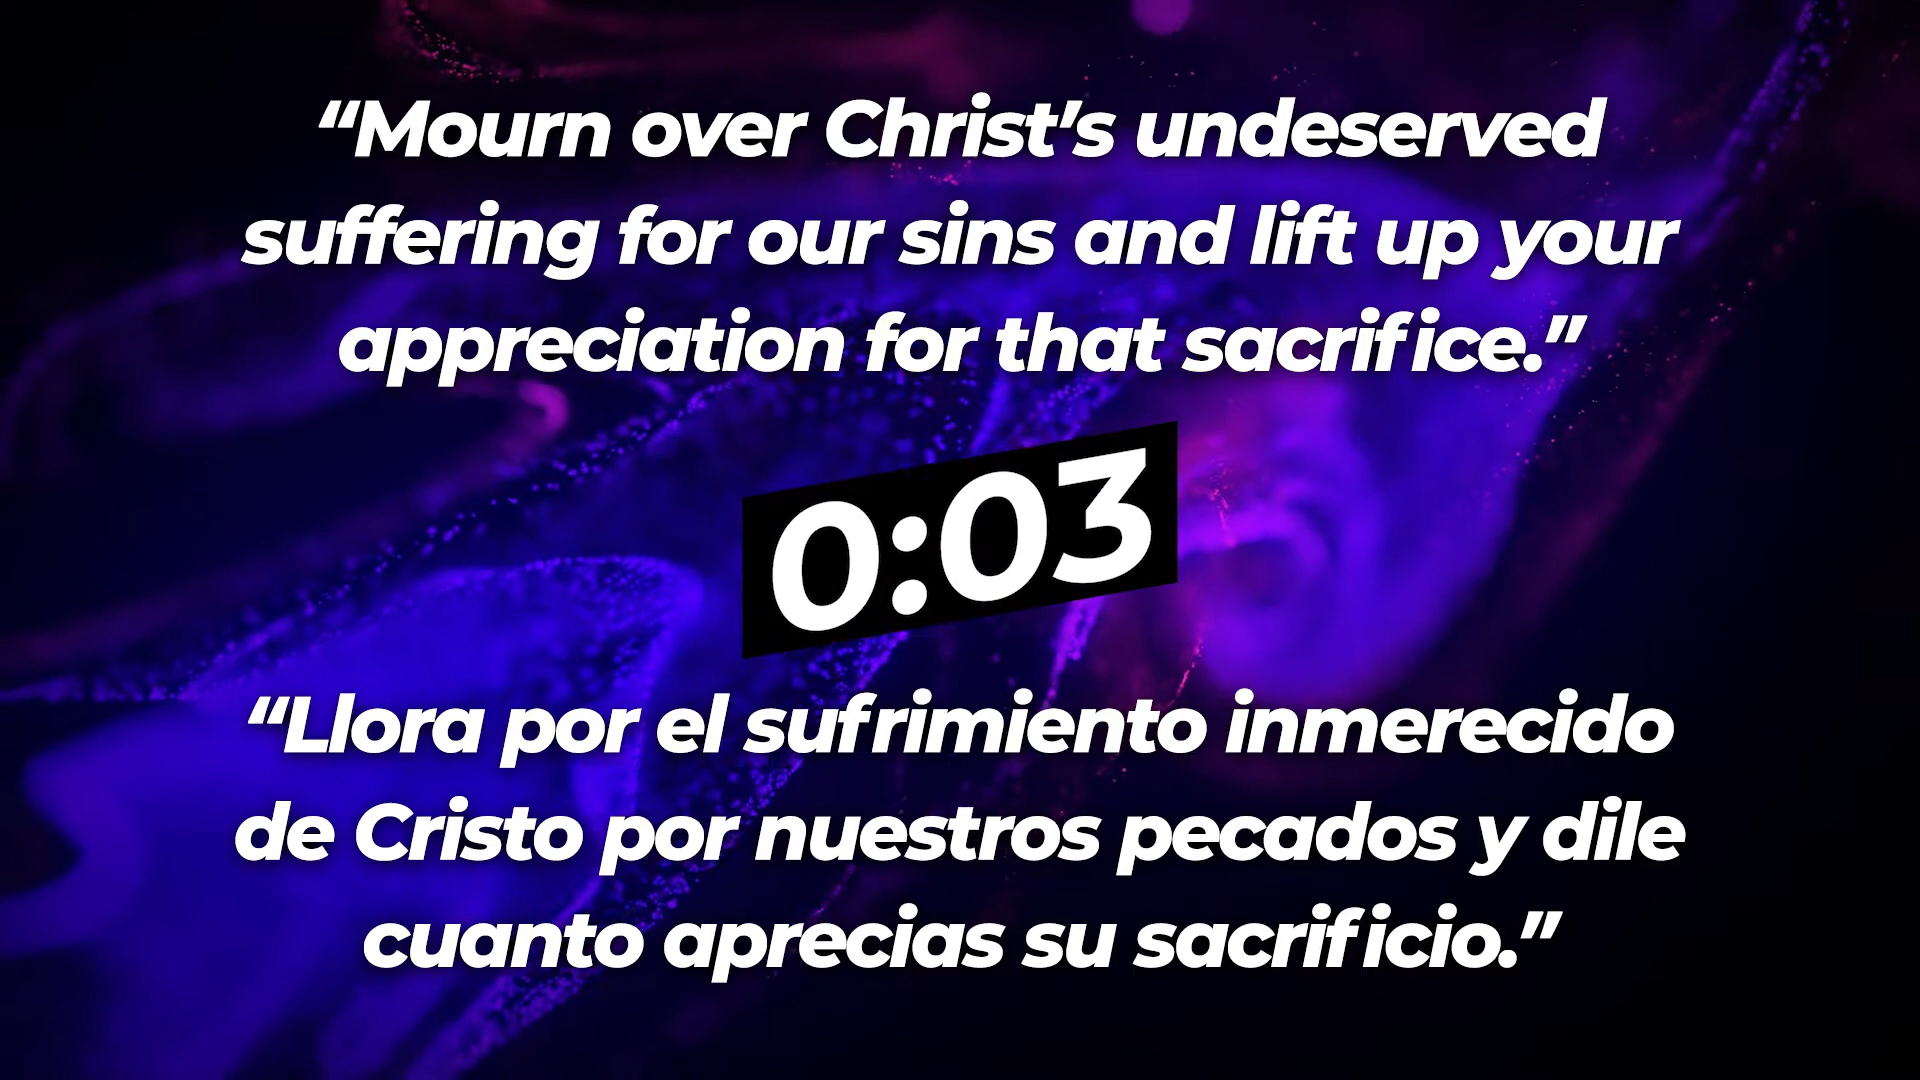 “Mourn over Christ’s undeserved
suffering for our sins and lift up your
appreciation for that sacrifice.”
0:03
“Llora por el sufrimiento inmerecido
de Cristo por nuestros pecados y dile
cuanto aprecias su sacrificio.”